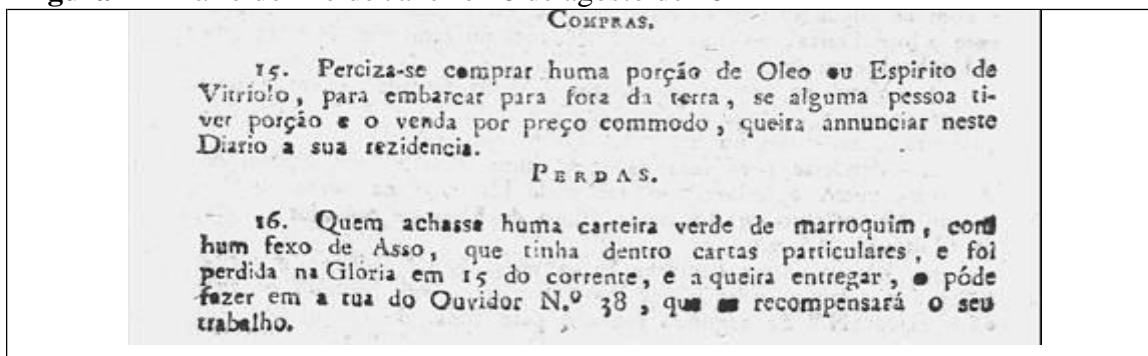 COMPRAS.
15. Perciza-se comprar huma porção de Oleo ou Espirito de
Vitriolo, para embarcar para fora da terra, se alguma pessoa ti-
ver porção e o venda por preço commodo, queira annunciar neste
Diario a sua rezidencia.
PERDAS.
16. Quem achasse huma carteira verde de marroquim, com
hum fexo de Asso, que tinha dentro cartas particulares, e foi
perdida na Gloria em 15 do corrente, e a queira entregar, o póde
fazer em a rua do Ouvidor N.º 38, que se recompensará o seu
trabalho.